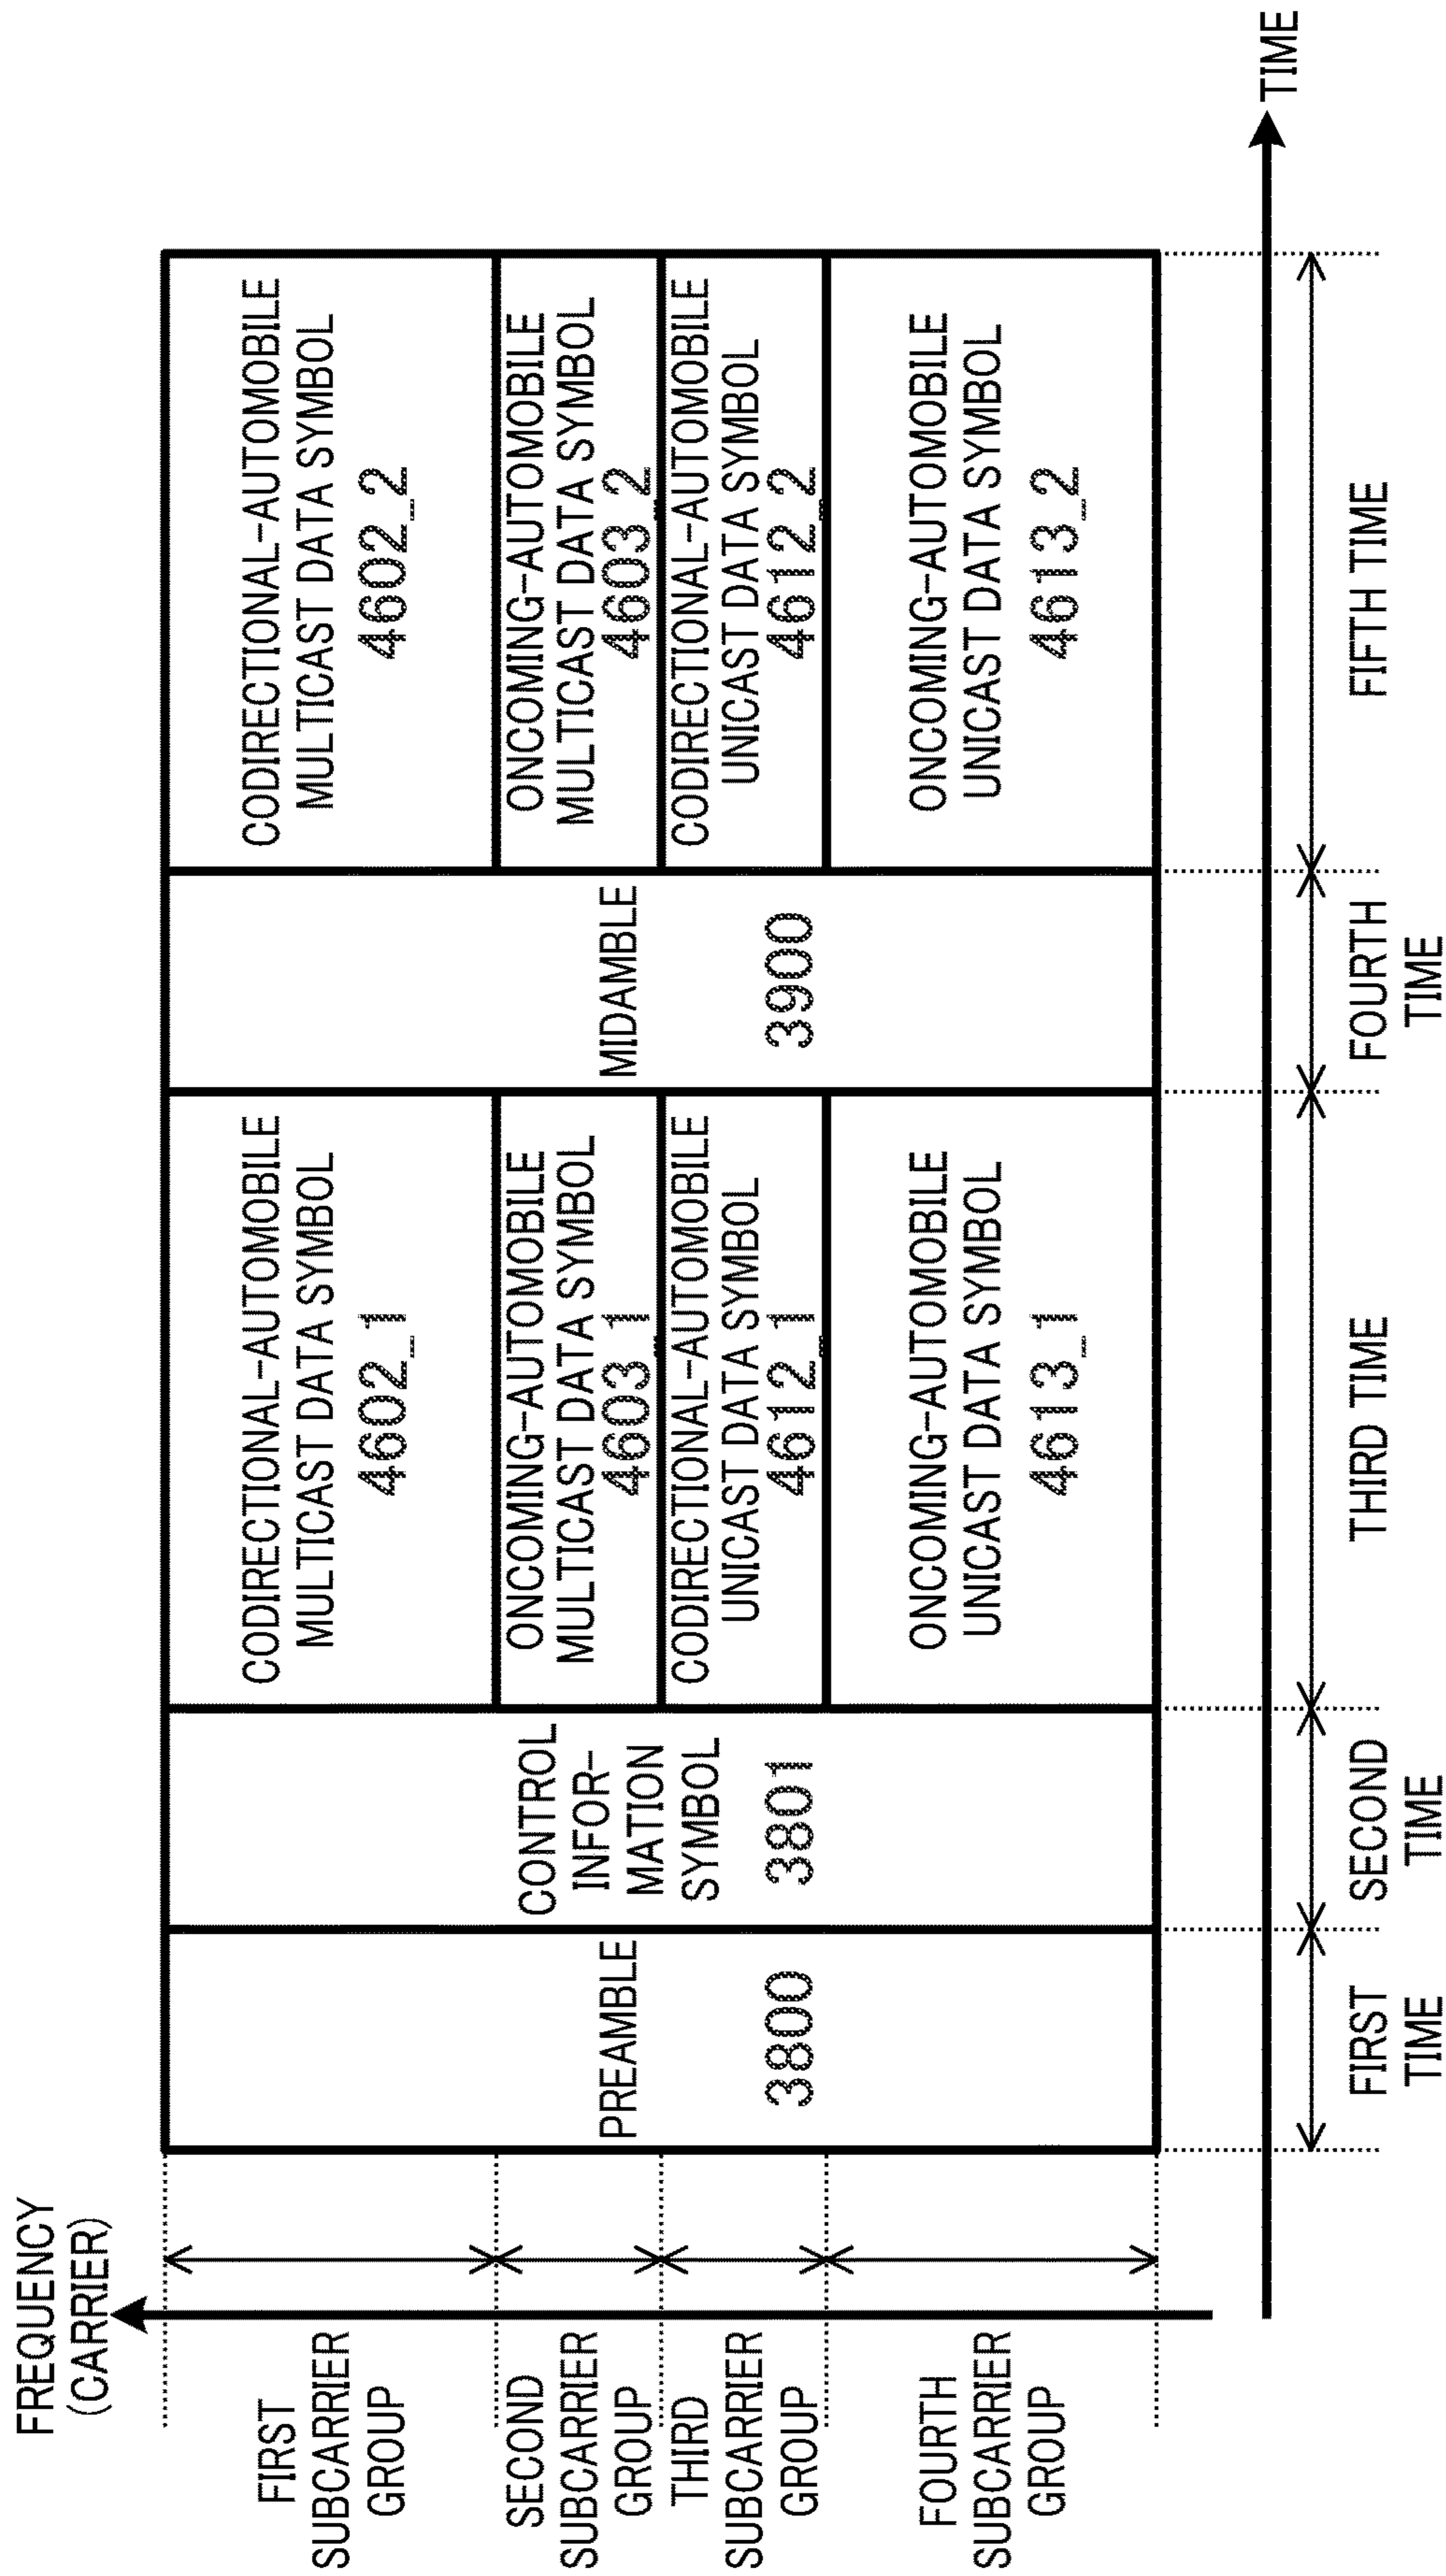 FREQUENCY
(CARRIER)
FIRST
SUBCARRIER
GROUP
SECOND
SUBCARRIER
GROUP
THIRD
SUBCARRIER
GROUP
FOURTH
SUBCARRIER
GROUP
PREAMBLE
3800
CONTROL
INFOR-
MATION
SYMBOL
3801
CODIRECTIONAL-AUTOMOBILE
MULTICAST DATA SYMBOL
4602_1
ONCOMING-AUTOMOBILE
MULTICAST DATA SYMBOL
4603_1
CODIRECTIONAL-AUTOMOBILE
UNICAST DATA SYMBOL
4612_1
ONCOMING-AUTOMOBILE
UNICAST DATA SYMBOL
4613_1
MIDAMBLE
3900
CODIRECTIONAL-AUTOMOBILE
MULTICAST DATA SYMBOL
4602_2
ONCOMING-AUTOMOBILE
MULTICAST DATA SYMBOL
4603_2
CODIRECTIONAL-AUTOMOBILE
UNICAST DATA SYMBOL
4612_2
ONCOMING-AUTOMOBILE
UNICAST DATA SYMBOL
4613_2
TIME
FIRST
TIME
SECOND
TIME
THIRD TIME
FOURTH
TIME
FIFTH TIME